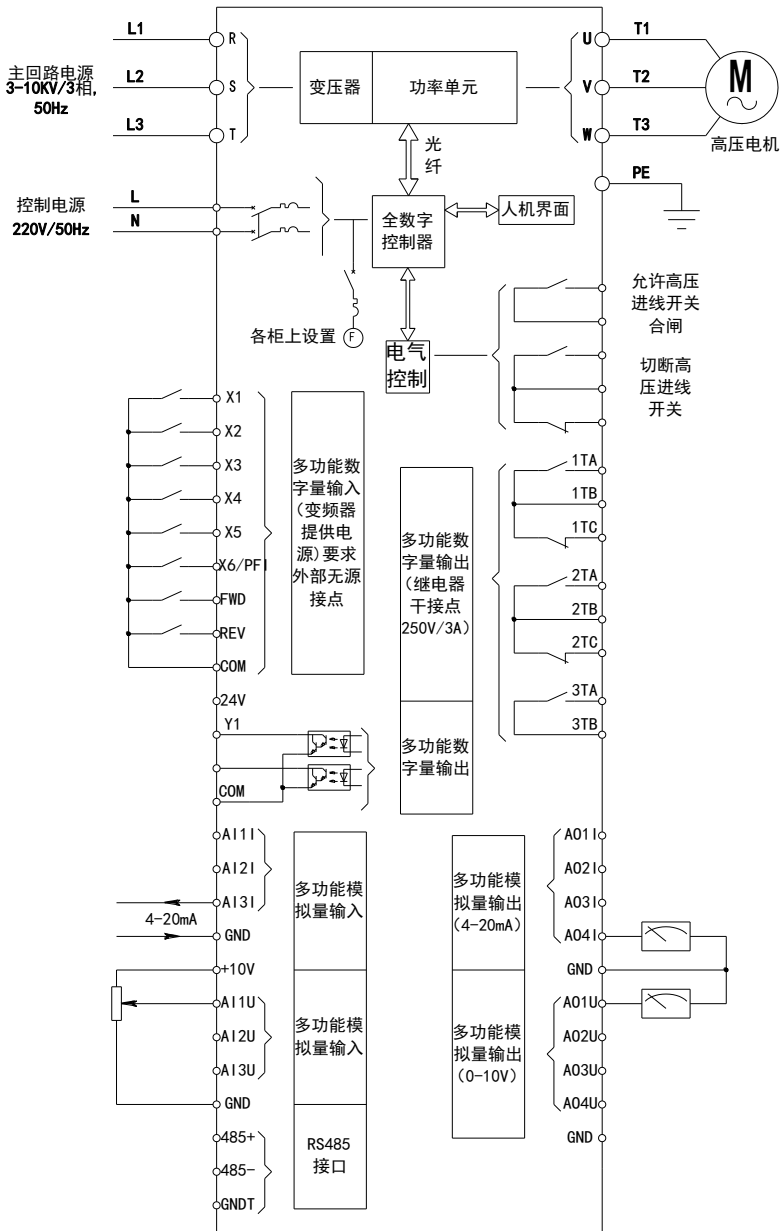 L1
R
U
T1
主回路电源
3-10KV/3相,
50Hz
L2
S
变压器
功率单元
V
T2
M
L3
T
W
T3
高压电机
光
纤
PE
控制电源
220V/50Hz
L
N
全数字
控制器
人机界面
各柜上设置
F
电气
控制
允许高压
进线开关
合闸
切断高
压进线
开关
X1
X2
X3
X4
X5
X6/PFI
FWD
REV
COM
多功能数
字量输入
(变频器
提供电
源)要求
外部无源
接点
多功能数
字量输出
(继电器
干接点
250V/3A)
1TA
1TB
1TC
2TA
2TB
2TC
3TA
3TB
24V
Y1
COM
多功能数
字量输出
AI1I
AI2I
AI3I
4-20mA
GND
多功能模
拟量输入
多功能模
拟量输出
(4-20mA)
AO1I
AO2I
AO3I
AO4I
GND
+10V
AI1U
AI2U
AI3U
GND
多功能模
拟量输入
多功能模
拟量输出
(0-10V)
AO1U
AO2U
AO3U
AO4U
GND
485+
485-
GNDT
RS485
接口